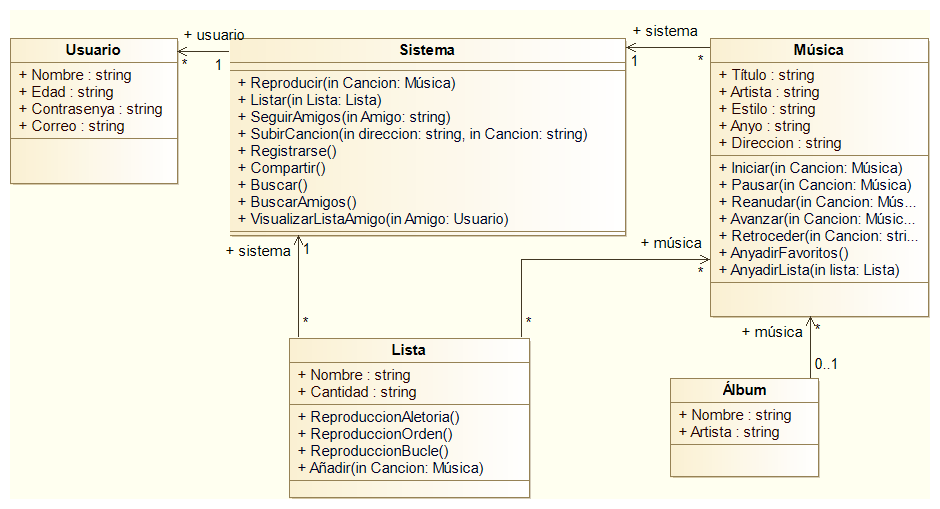 Usuario
+ Nombre : string
+ Edad : string
+ Contrasenya : string
+ Correo : string
+ usuario
*
1
Sistema
+ Reproducir(in Cancion: Música)
+ Listar(in Lista: Lista)
+ SeguirAmigos(in Amigo: string)
+ SubirCancion(in direccion: string, in Cancion: string)
+ Registrarse()
+ Compartir()
+ Buscar()
+ BuscarAmigos()
+ VisualizarListaAmigo(in Amigo: Usuario)
+ sistema
1
*
Música
+ Título : string
+ Artista : string
+ Estilo : string
+ Anyo : string
+ Direccion : string
+ Iniciar(in Cancion: Música)
+ Pausar(in Cancion: Música)
+ Reanudar(in Cancion: Mús...
+ Avanzar(in Cancion: Músic...
+ Retroceder(in Cancion: stri...
+ AnyadirFavoritos()
+ AnyadirLista(in lista: Lista)
+ sistema
1
*
+ música
*
*
Lista
+ Nombre : string
+ Cantidad : string
+ ReproduccionAletoria()
+ ReproduccionOrden()
+ ReproduccionBucle()
+ Añadir(in Cancion: Música)
+ música
*
0..1
Álbum
+ Nombre : string
+ Artista : string